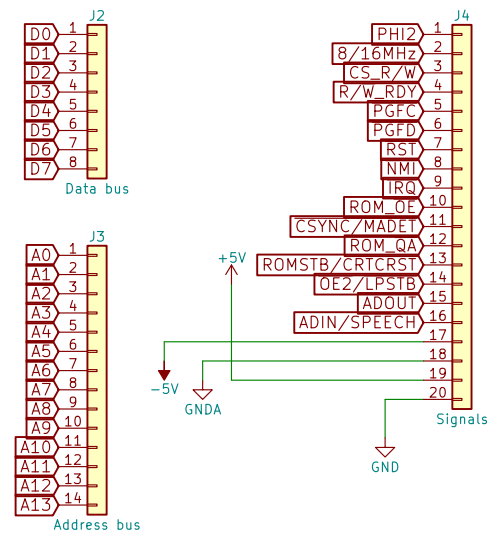 J2
D0 1
D1 2
D2 3
D3 4
D4 5
D5 6
D6 7
D7 8
Data bus
J3
A0 1
A1 2
A2 3
A3 4
A4 5
A5 6
A6 7
A7 8
A8 9
A9 10
A10 11
A11 12
A12 13
A13 14
Address bus
J4
PHI2 1
8/16MHz 2
CS_R/W 3
R/W_RDY 4
PGFC 5
PGFD 6
RST 7
NMI 8
IRQ 9
ROM_OE 10
CSYNC/MADET 11
ROM_QA 12
ROMSTB/CRTCRST 13
OE2/LPSTB 14
ADOUT 15
ADIN/SPEECH 16
17
18
19
20
Signals
+5V
-5V
GNDA
GND